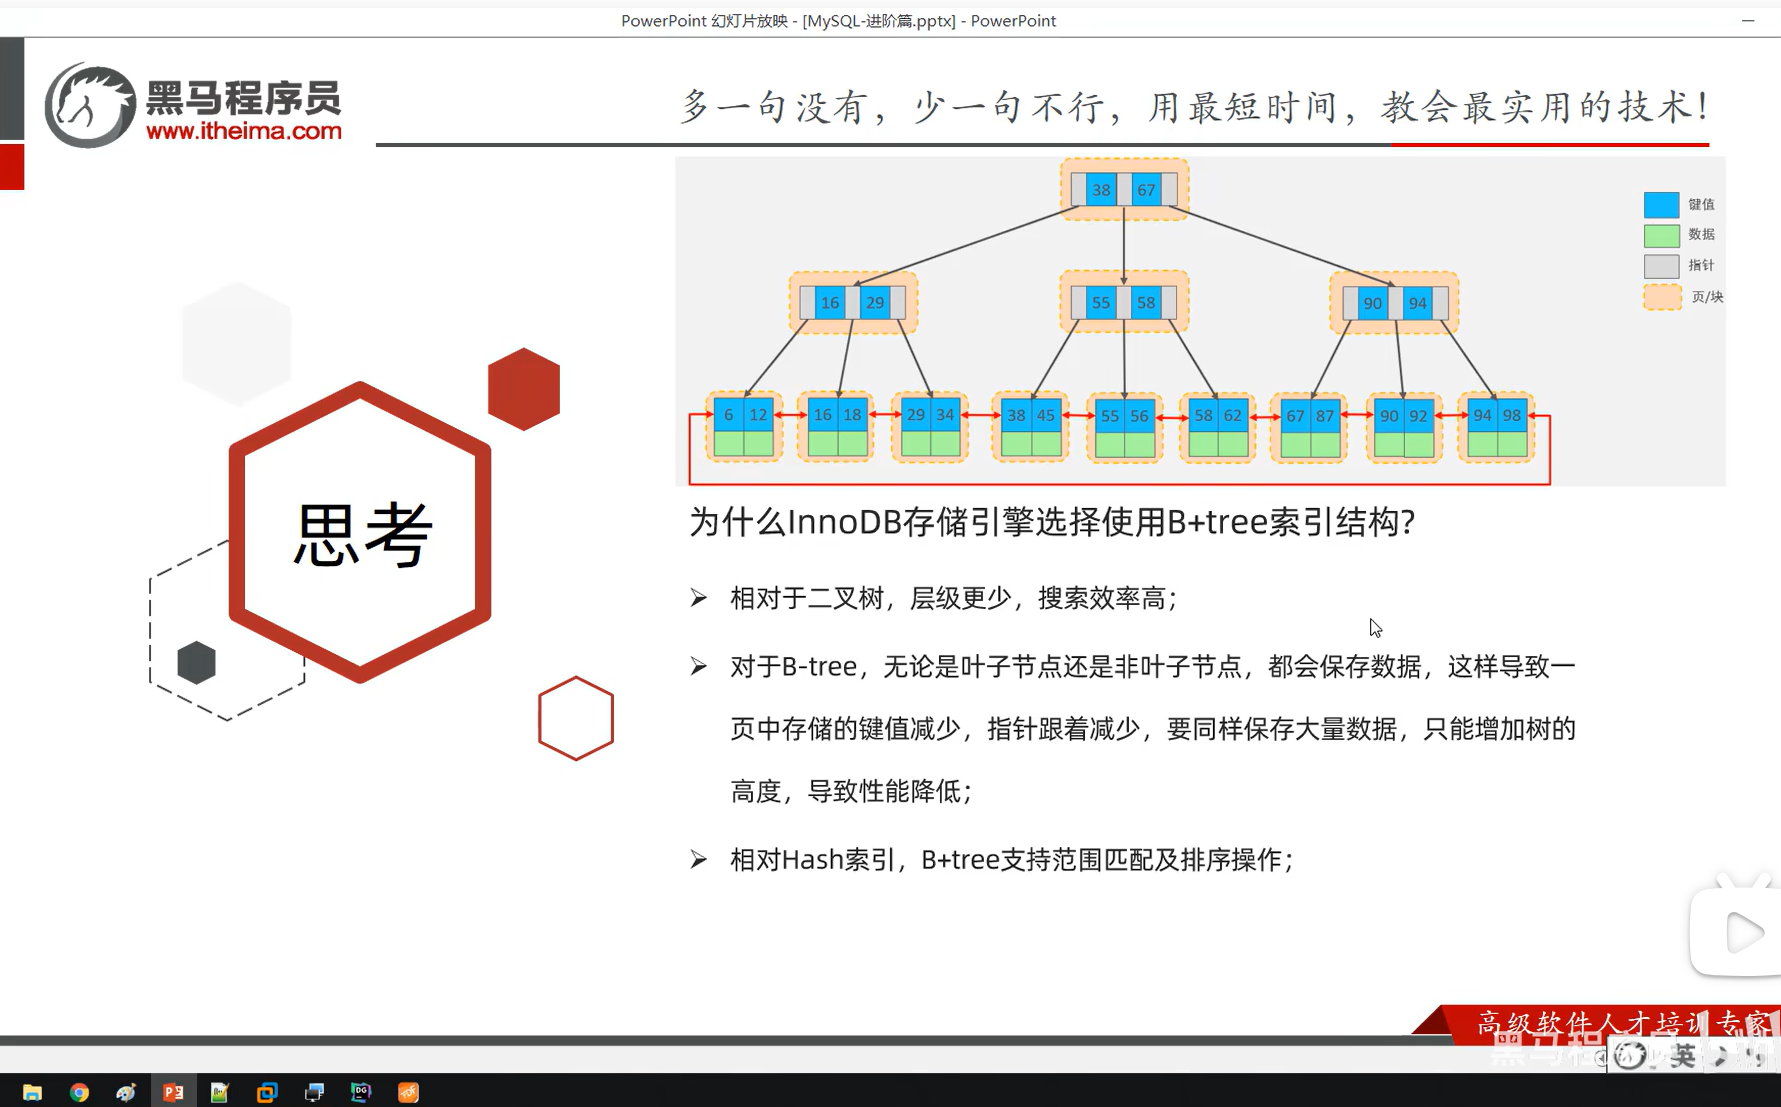 PowerPoint 幻灯片放映 - [MySQL-进阶篇.pptx] - PowerPoint
黑马程序员
www.itheima.com
多一句没有，少一句不行，用最短时间，教会最实用的技术！
38 67
键值
数据
指针
页/块
16 29 55 58 90 94
6 12 16 18 29 34 38 45 55 56 58 62 67 87 90 92 94 98
思考
为什么InnoDB存储引擎选择使用B+tree索引结构?
相对于二叉树，层级更少，搜索效率高；
对于B-tree，无论是叶子节点还是非叶子节点，都会保存数据，这样导致一
页中存储的键值减少，指针跟着减少，要同样保存大量数据，只能增加树的
高度，导致性能降低；
相对Hash索引，B+tree支持范围匹配及排序操作；
高级软件人才培训专家
黑马程序员
英